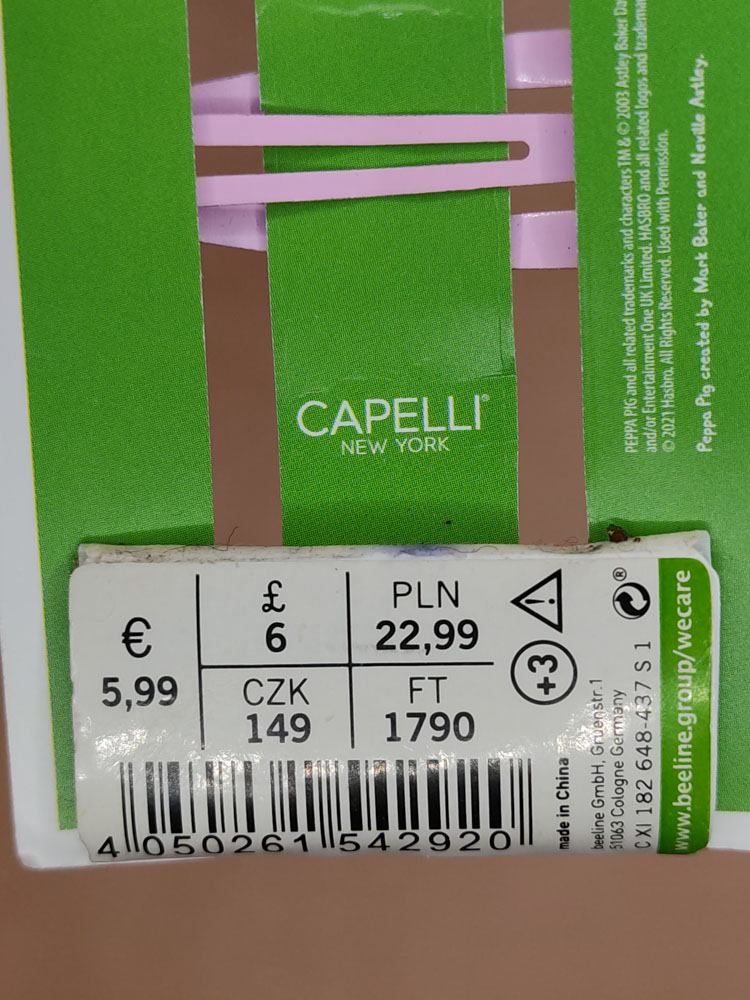 PEPPA PIG and all related trademarks and characters TM & © 2003 Astley Baker Da
and/or Entertainment One UK Limited. HASBRO and all related logos and tradema
© 2021 Hasbro. All Rights Reserved. Used with Permission.
Peppa Pig created by Mark Baker and Neville Astley.
CAPELLI®
NEW YORK
€
5,99
£
6
PLN
22,99
CZK
149
FT
1790
+3
made in China
beeline GmbH, Gruenstr.1
51063 Cologne Germany
C XI 182 648-437 S 1
®
www.beeline.group/wecare
4 050261 542920